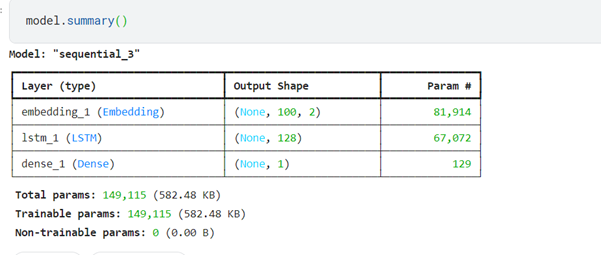 model.summary()
Model: "sequential_3"
Layer (type) Output Shape Param #
embedding_1 (Embedding) (None, 100, 2) 81,914
lstm_1 (LSTM) (None, 128) 67,072
dense_1 (Dense) (None, 1) 129
Total params: 149,115 (582.48 KB)
Trainable params: 149,115 (582.48 KB)
Non-trainable params: 0 (0.00 B)